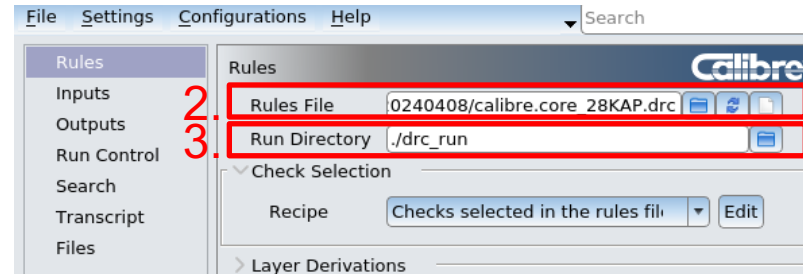 File Settings Configurations Help Search
Rules
Inputs
Outputs
Run Control
Search
Transcript
Files
Rules Calibre
2. Rules File 0240408/calibre.core_28KAP.drc
3. Run Directory ./drc_run
Check Selection
Recipe Checks selected in the rules Edit
Layer Derivations